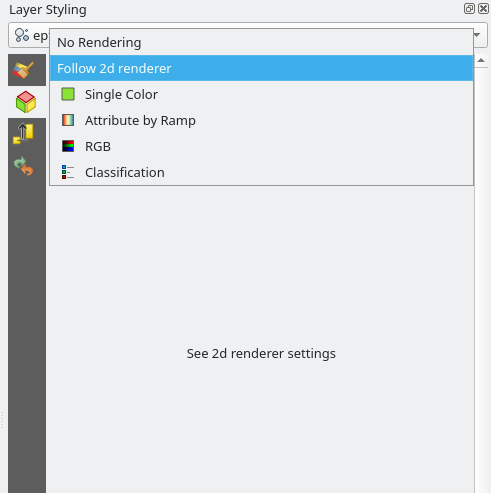 Layer Styling
ep
No Rendering
Follow 2d renderer
Single Color
Attribute by Ramp
RGB
Classification
See 2d renderer settings